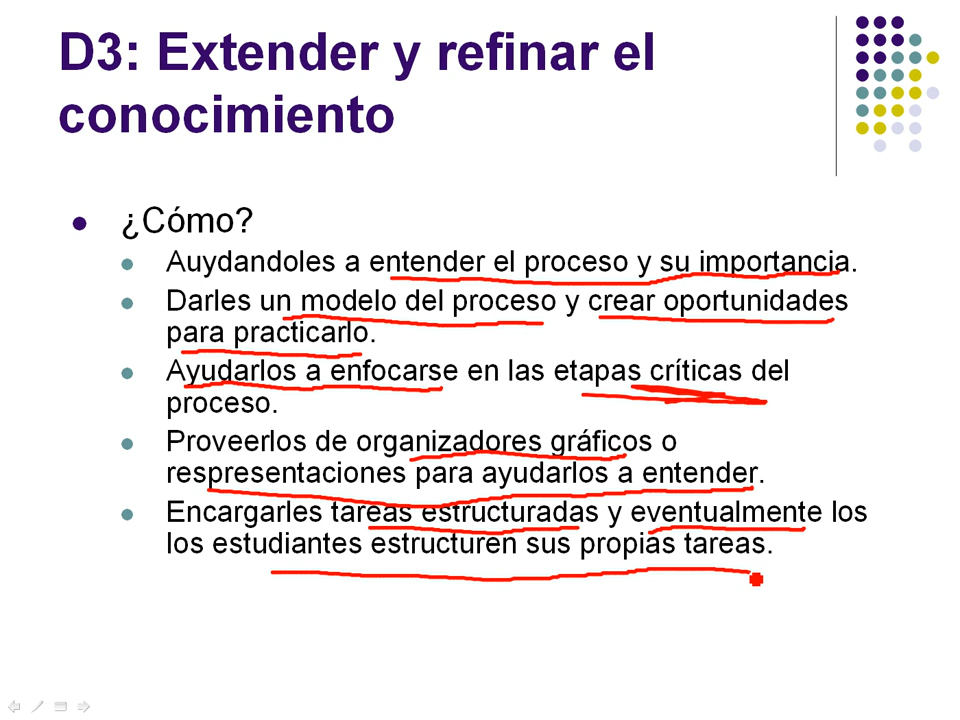 D3: Extender y refinar el
conocimiento
¿Cómo?
Auydandoles a entender el proceso y su importancia.
Darles un modelo del proceso y crear oportunidades
para practicarlo.
Ayudarlos a enfocarse en las etapas críticas del
proceso.
Proveerlos de organizadores gráficos o
respresentaciones para ayudarlos a entender.
Encargarles tareas estructuradas y eventualmente los
los estudiantes estructuren sus propias tareas.